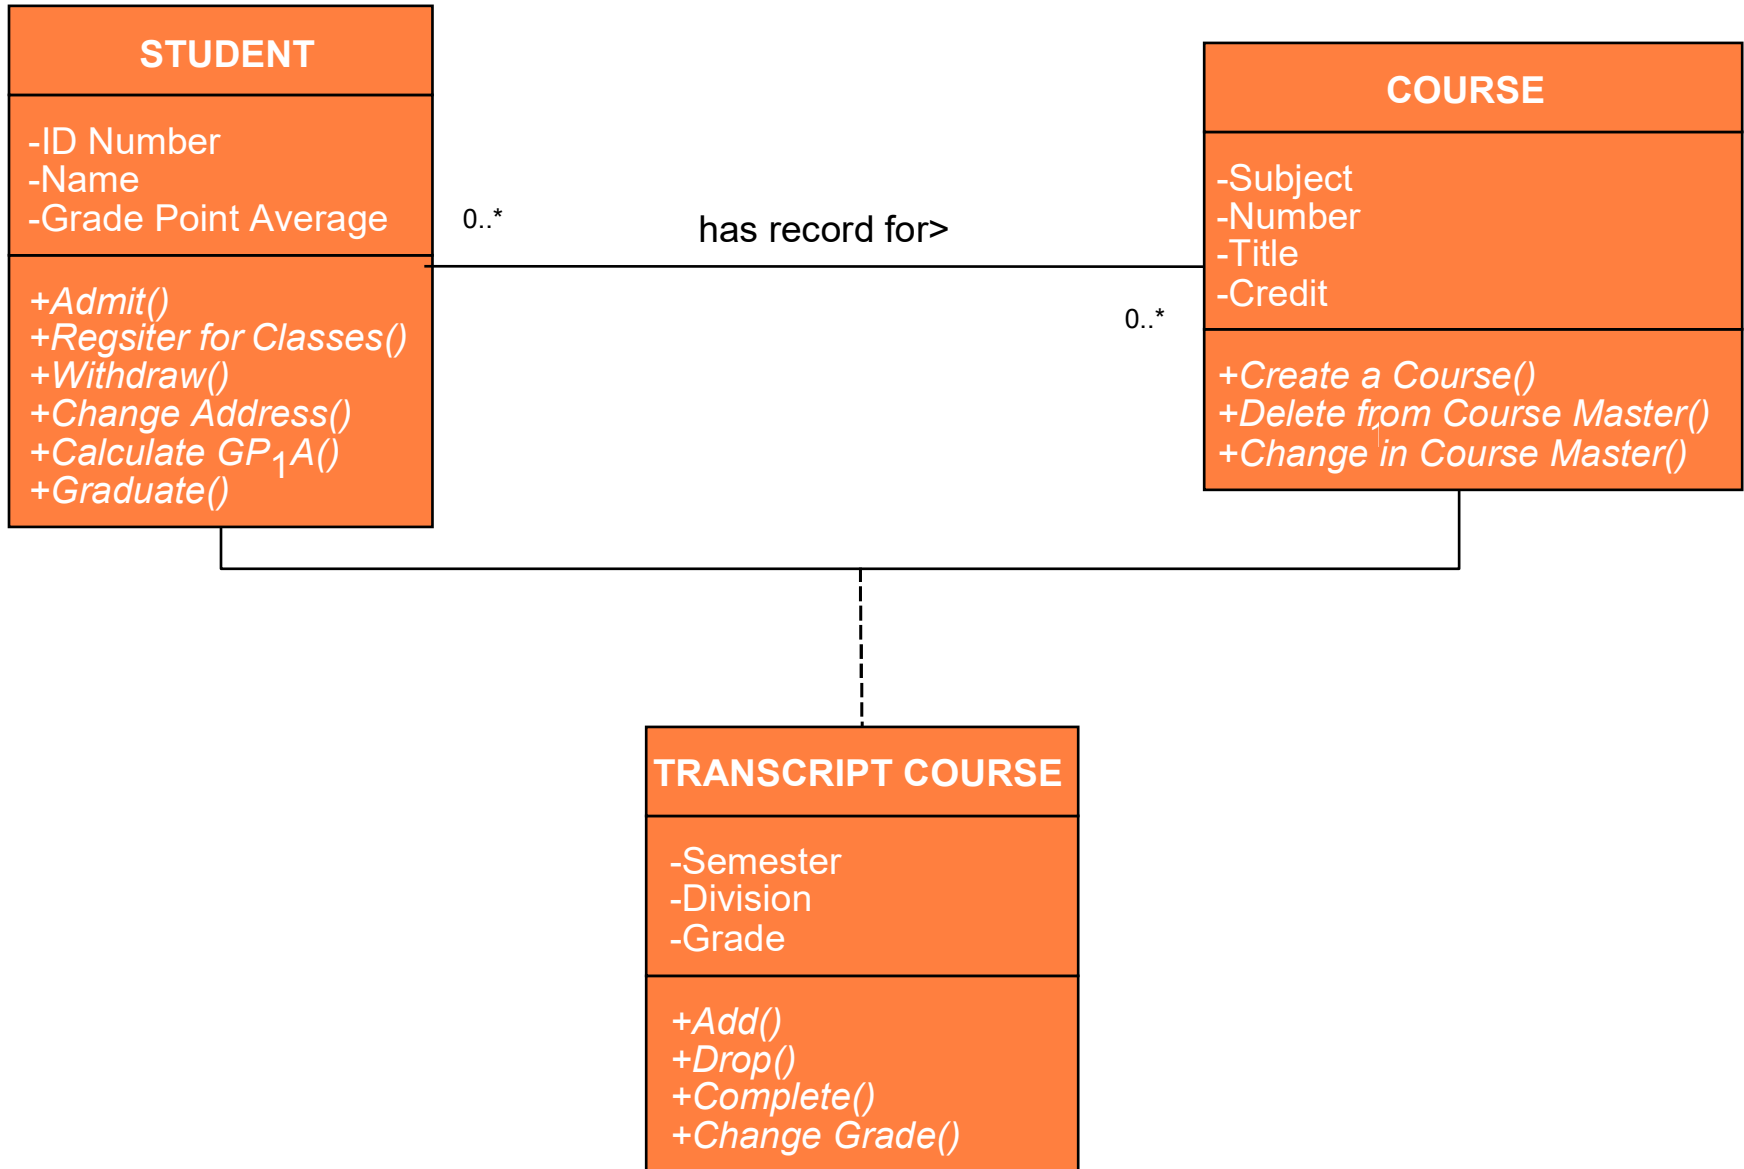 STUDENT
-ID Number
-Name
-Grade Point Average
+Admit()
+Regsiter for Classes()
+Withdraw()
+Change Address()
+Calculate GP1A()
+Graduate()
0..*
has record for>
0..*
COURSE
-Subject
-Number
-Title
-Credit
+Create a Course()
+Delete from Course Master()
1
+Change in Course Master()
TRANSCRIPT COURSE
-Semester
-Division
-Grade
+Add()
+Drop()
+Complete()
+Change Grade()